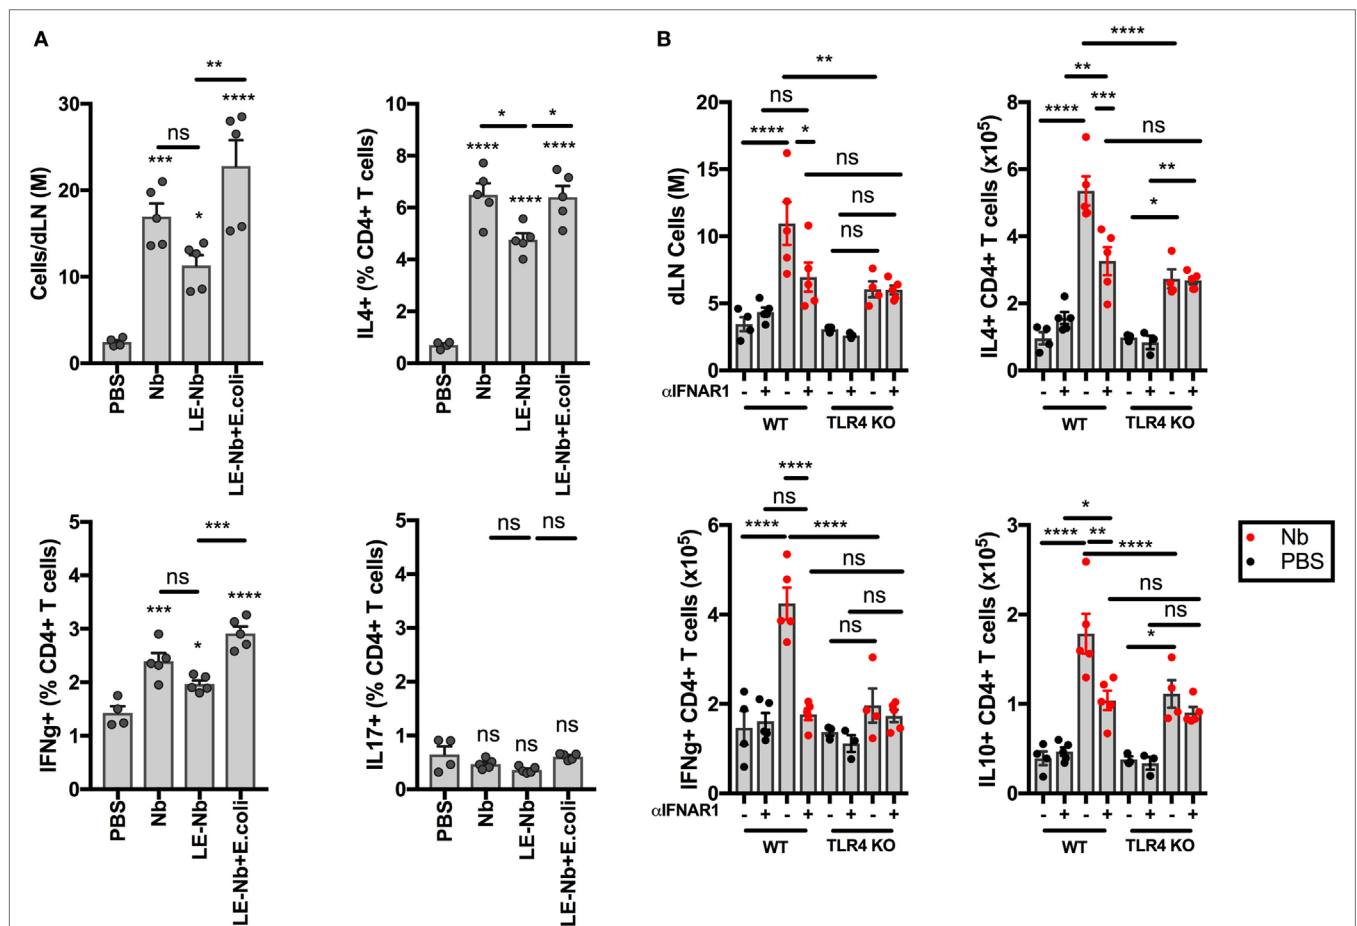 A
**
Cells/dLN (M)
30
20
10
0
ns
***
*
****
PBS
Nb
LE-Nb
LE-Nb+E.coli
IL4+ (% CD4+ T cells)
10
8
6
4
2
0
*
*
****
****
****
PBS
Nb
LE-Nb
LE-Nb+E.coli
IFNg+ (% CD4+ T cells)
5
4
3
2
1
0
***
ns
***
*
****
PBS
Nb
LE-Nb
LE-Nb+E.coli
IL17+ (% CD4+ T cells)
5
4
3
2
1
0
ns
ns
ns
ns
ns
PBS
Nb
LE-Nb
LE-Nb+E.coli
B
dLN Cells (M)
20
15
10
5
0
**
ns
****
*
ns
ns
ns
αIFNAR1
- + - + - + - +
WT
TLR4 KO
IL4+ CD4+ T cells (x10⁵)
8
6
4
2
0
****
**
****
***
ns
**
*
- + - + - + - +
WT
TLR4 KO
IFNg+ CD4+ T cells (x10⁵)
6
4
2
0
****
ns
****
****
ns
ns
ns
αIFNAR1
- + - + - + - +
WT
TLR4 KO
IL10+ CD4+ T cells (x10⁵)
3
2
1
0
*
****
**
****
ns
ns
*
- + - + - + - +
WT
TLR4 KO
Nb
PBS